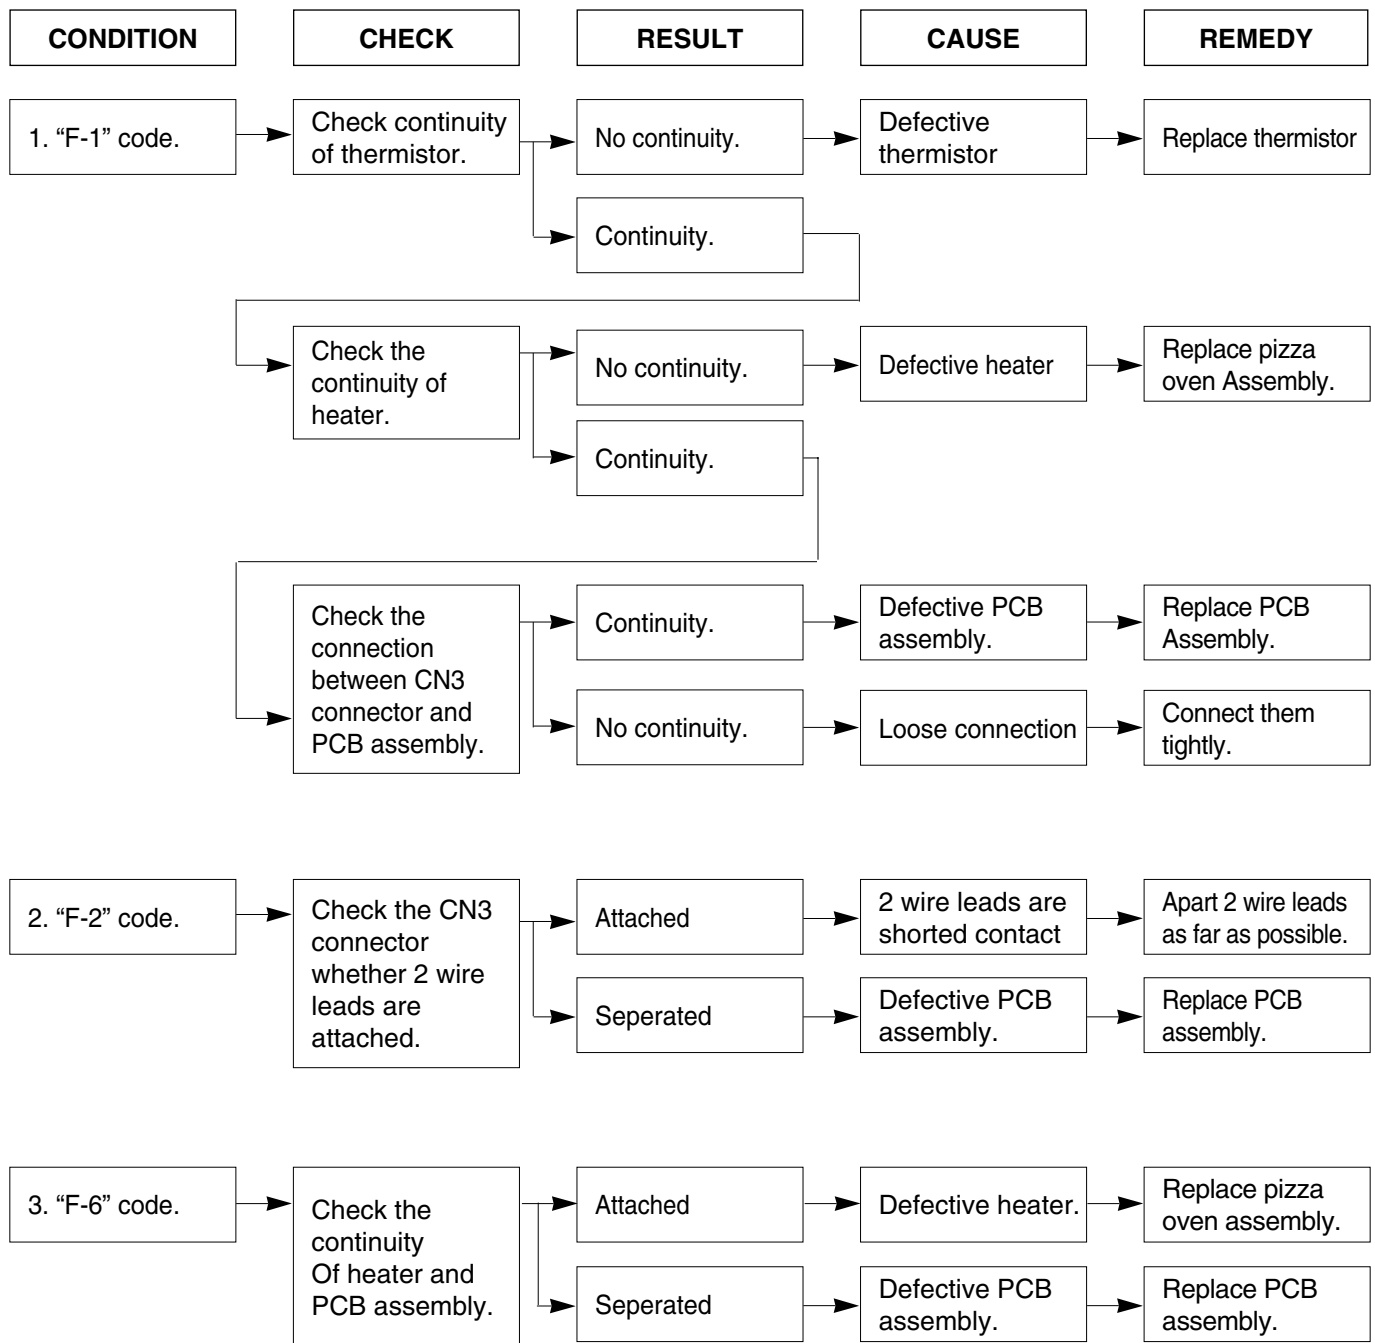 CONDITION
CHECK
RESULT
CAUSE
REMEDY
1. “F-1” code.
Check continuity
of thermistor.
No continuity.
Defective
thermistor
Replace thermistor
Continuity.
Check the
continuity of
heater.
No continuity.
Defective heater
Replace pizza
oven Assembly.
Continuity.
Check the
connection
between CN3
connector and
PCB assembly.
Continuity.
Defective PCB
assembly.
Replace PCB
Assembly.
No continuity.
Loose connection
Connect them
tightly.
2. “F-2” code.
Check the CN3
connector
whether 2 wire
leads are
attached.
Attached
2 wire leads are
shorted contact
Apart 2 wire leads
as far as possible.
Seperated
Defective PCB
assembly.
Replace PCB
assembly.
3. “F-6” code.
Check the
continuity
Of heater and
PCB assembly.
Attached
Defective heater.
Replace pizza
oven assembly.
Seperated
Defective PCB
assembly.
Replace PCB
assembly.